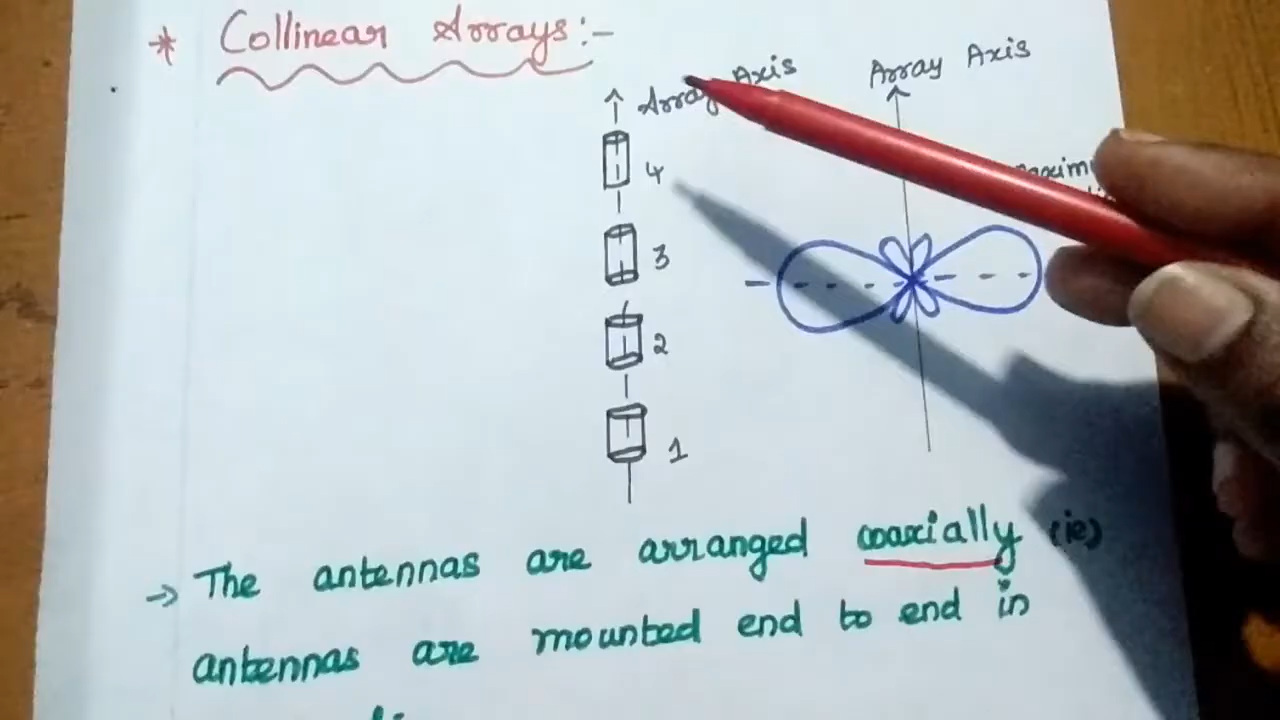 * Collinear Arrays:-
Array Axis
Array Axis
4
3
2
1
→ The antennas are arranged coaxially (ie)
antennas are mounted end to end in